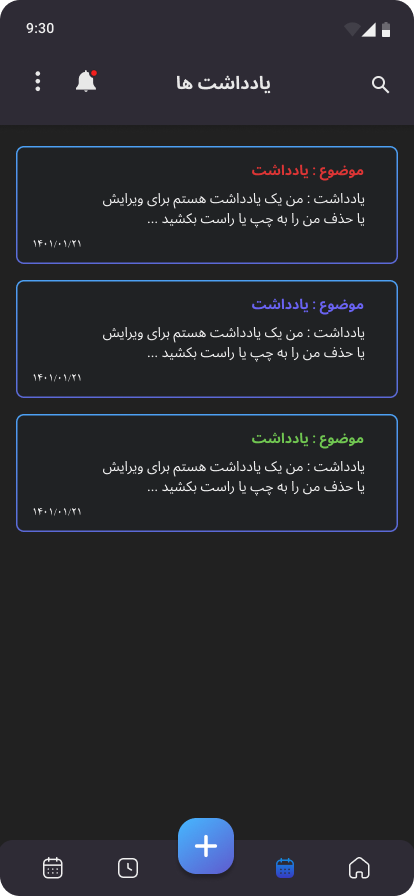 9:30
یادداشت ها
موضوع : یادداشت
یادداشت : من یک یادداشت هستم برای ویرایش
یا حذف من را به چپ یا راست بکشید ...
۱۴۰۱/۰۱/۲۱
موضوع : یادداشت
یادداشت : من یک یادداشت هستم برای ویرایش
یا حذف من را به چپ یا راست بکشید ...
۱۴۰۱/۰۱/۲۱
موضوع : یادداشت
یادداشت : من یک یادداشت هستم برای ویرایش
یا حذف من را به چپ یا راست بکشید ...
۱۴۰۱/۰۱/۲۱